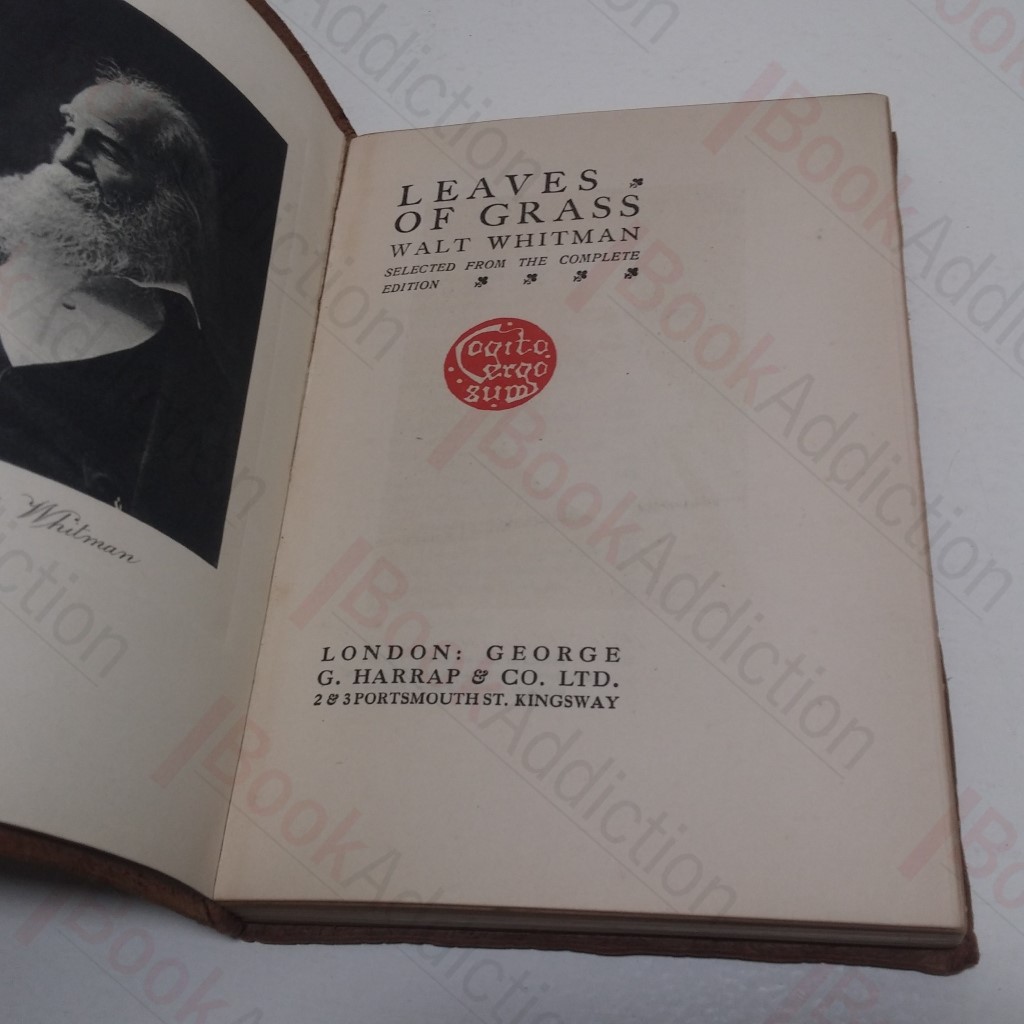 Whitman
LEAVES
OF GRASS
WALT WHITMAN
SELECTED FROM THE COMPLETE
EDITION
Cogito
ergo
sum
LONDON: GEORGE
G. HARRAP & CO. LTD.
2 & 3 PORTSMOUTH ST. KINGSWAY
BookAddiction